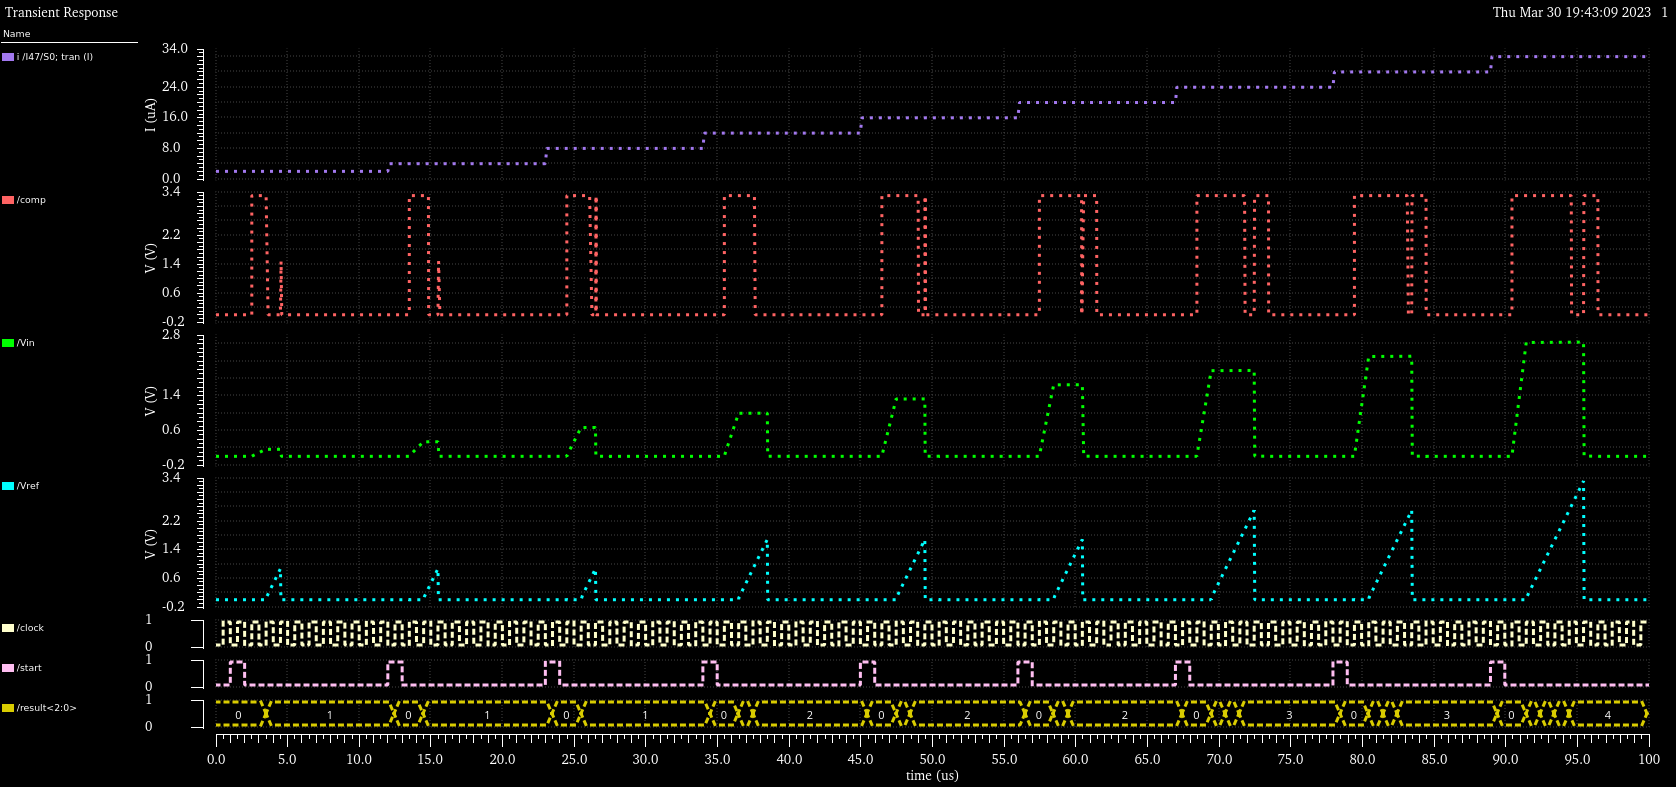 Transient Response
Thu Mar 30 19:43:09 2023 1
Name
i /I47/S0; tran (I)
34.0
24.0
16.0
8.0
0.0
I (uA)
/comp
3.4
2.2
1.4
0.6
-0.2
V (V)
/Vin
2.8
1.4
0.6
-0.2
V (V)
/Vref
3.4
2.2
1.4
0.6
-0.2
V (V)
/clock
1
0
/start
1
0
/result<2:0>
1
0
0 1 0 1 0 1 0 2 0 2 0 2 0 3 0 3 0 4
0.0 5.0 10.0 15.0 20.0 25.0 30.0 35.0 40.0 45.0 50.0 55.0 60.0 65.0 70.0 75.0 80.0 85.0 90.0 95.0 100
time (us)